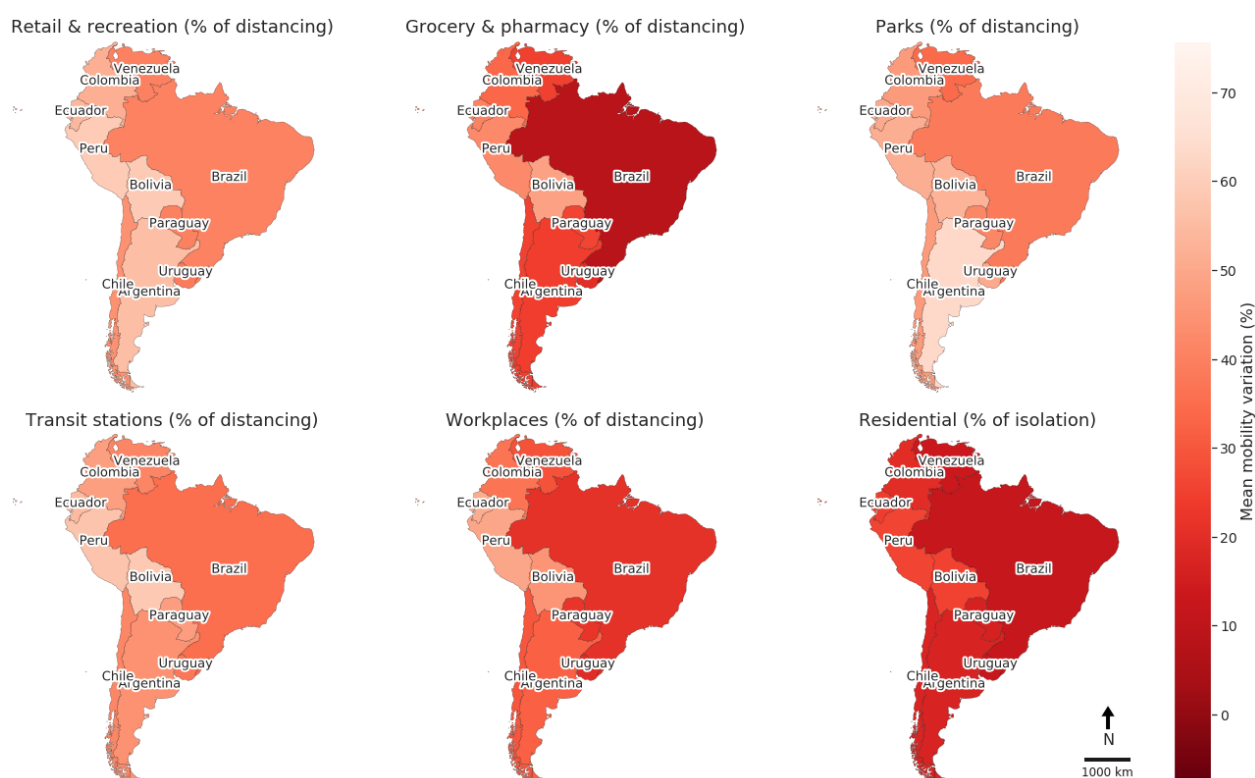 Retail & recreation (% of distancing)
Grocery & pharmacy (% of distancing)
Parks (% of distancing)
Venezuela
Colombia
Ecuador
Peru
Brazil
Bolivia
Paraguay
Uruguay
Chile
Argentina
Venezuela
Colombia
Ecuador
Peru
Brazil
Bolivia
Paraguay
Uruguay
Chile
Argentina
Venezuela
Colombia
Ecuador
Peru
Brazil
Bolivia
Paraguay
Uruguay
Chile
Argentina
Transit stations (% of distancing)
Workplaces (% of distancing)
Residential (% of isolation)
Venezuela
Colombia
Ecuador
Peru
Brazil
Bolivia
Paraguay
Uruguay
Chile
Argentina
Venezuela
Colombia
Ecuador
Peru
Brazil
Bolivia
Paraguay
Uruguay
Chile
Argentina
Venezuela
Colombia
Ecuador
Peru
Brazil
Bolivia
Paraguay
Uruguay
Chile
Argentina
N
1000 km
70
60
50
40
30
20
10
0
Mean mobility variation (%)